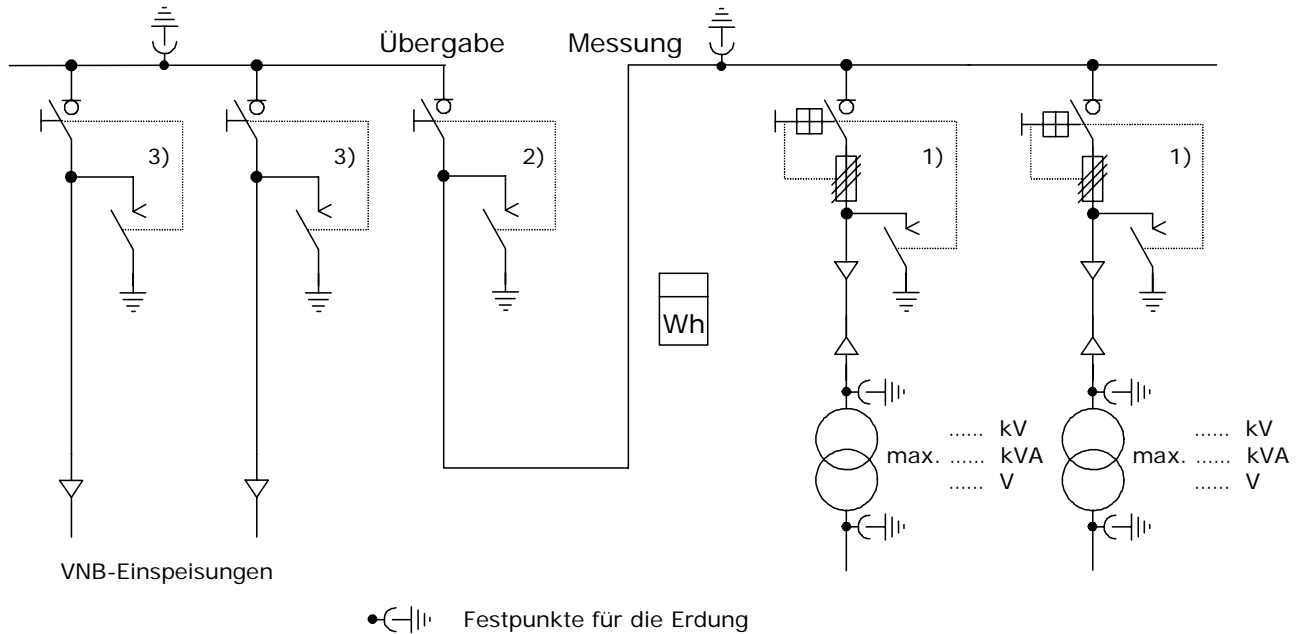 Übergabe Messung
3) 3) 2) 1) 1)
Wh
...... kV ...... kV
max. ...... kVA max. ...... kVA
...... V ...... V
VNB-Einspeisungen
Festpunkte für die Erdung